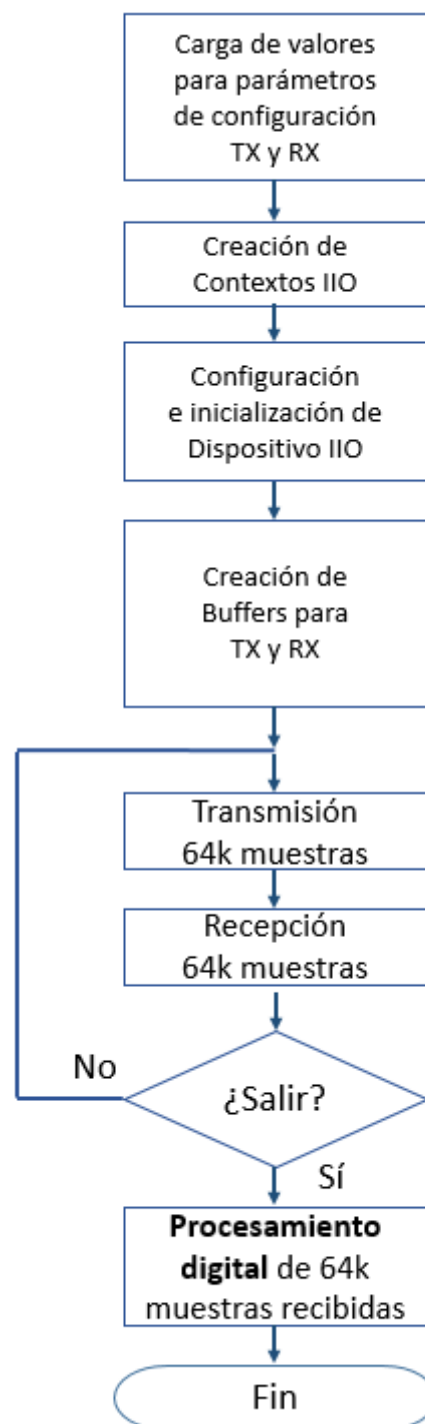 Carga de valores
para parámetros
de configuración
TX y RX
Creación de
Contextos IIO
Configuración
e inicialización de
Dispositivo IIO
Creación de
Buffers para
TX y RX
Transmisión
64k muestras
Recepción
64k muestras
¿Salir?
No
Sí
Procesamiento
digital de 64k
muestras recibidas
Fin